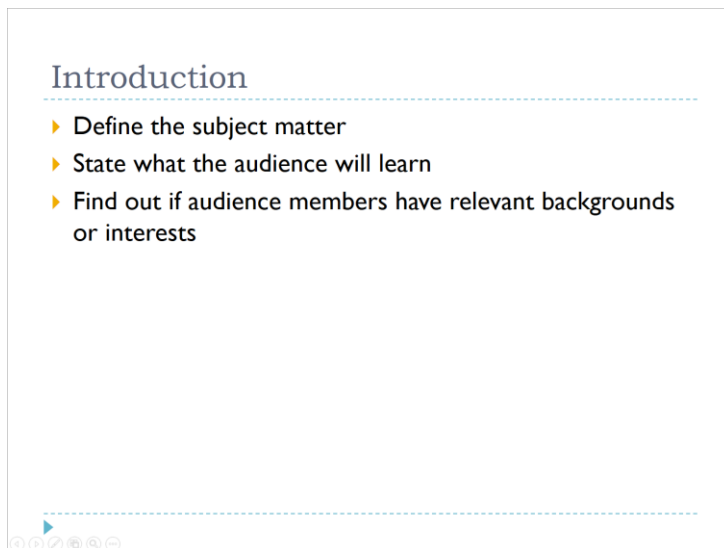 Introduction
Define the subject matter
State what the audience will learn
Find out if audience members have relevant backgrounds
or interests